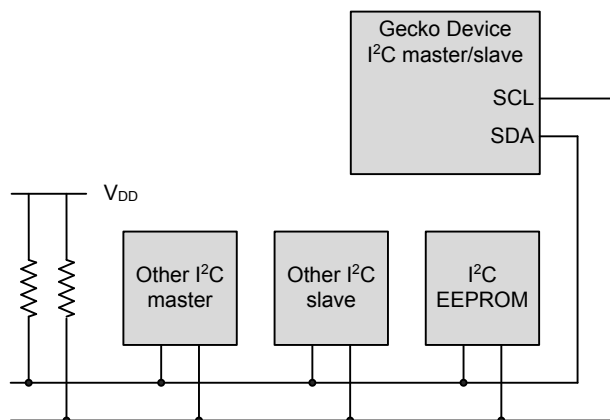 Gecko Device
I²C master/slave
SCL
SDA
V_DD
Other I²C
master
Other I²C
slave
I²C
EEPROM